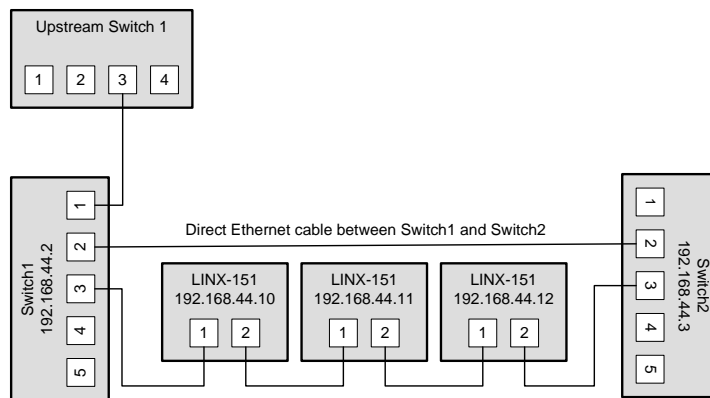 Upstream Switch 1
1 2 3 4
Switch1
192.168.44.2
1
2
3
4
5
Direct Ethernet cable between Switch1 and Switch2
LINX-151
192.168.44.10
1 2
LINX-151
192.168.44.11
1 2
LINX-151
192.168.44.12
1 2
Switch2
192.168.44.3
1
2
3
4
5